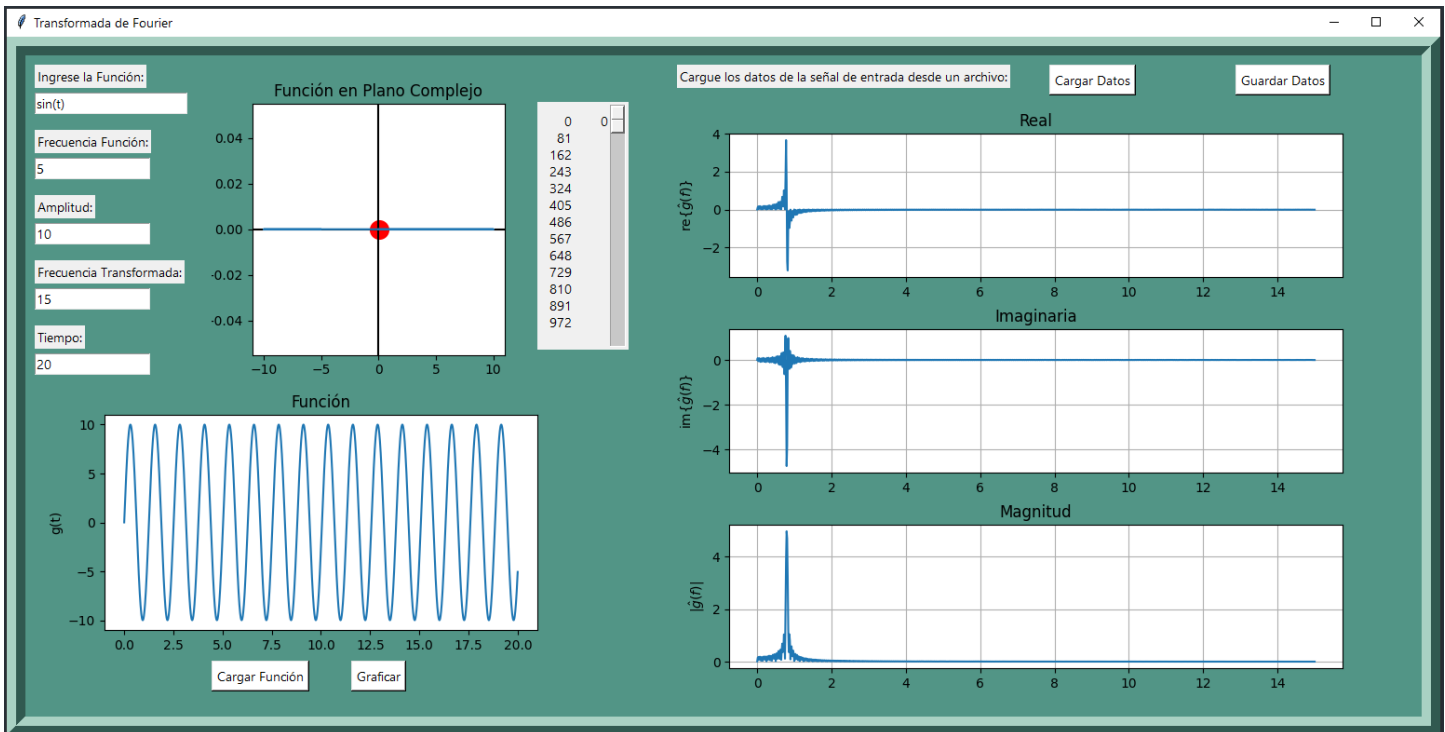 Transformada de Fourier
Ingrese la Función:
sin(t)
Frecuencia Función:
5
Amplitud:
10
Frecuencia Transformada:
15
Tiempo:
20
Función en Plano Complejo
0.04
0.02
0.00
-0.02
-0.04
−10 −5 0 5 10
0 0
81
162
243
324
405
486
567
648
729
810
891
972
Función
g(t)
10
5
0
−5
−10
0.0 2.5 5.0 7.5 10.0 12.5 15.0 17.5 20.0
Cargar Función Graficar
Cargue los datos de la señal de entrada desde un archivo: Cargar Datos Guardar Datos
Real
re{ĝ(f)}
4
2
0
−2
0 2 4 6 8 10 12 14
Imaginaria
im{ĝ(f)}
0
−2
−4
0 2 4 6 8 10 12 14
Magnitud
|ĝ(f)|
4
2
0
0 2 4 6 8 10 12 14